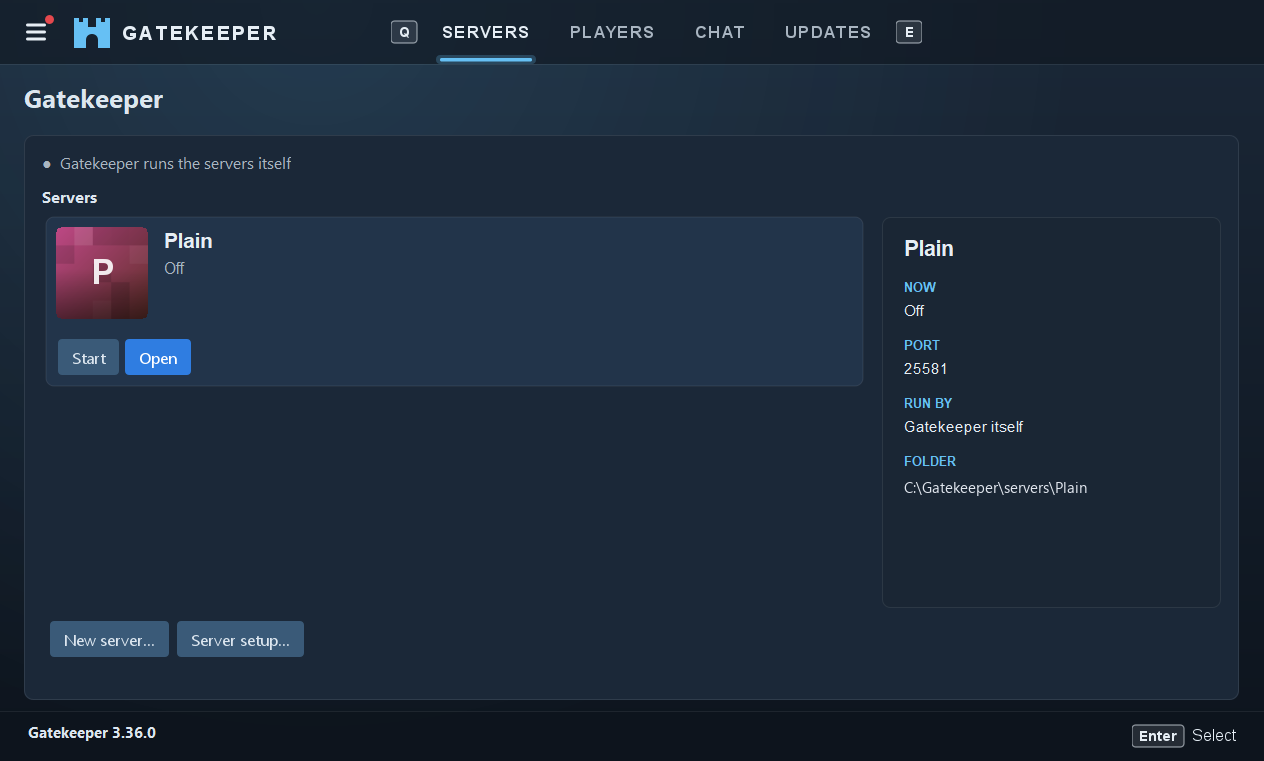 GATEKEEPER
Q
SERVERS
PLAYERS
CHAT
UPDATES
E
Gatekeeper
Gatekeeper runs the servers itself
Servers
P
Plain
Off
Start
Open
Plain
NOW
Off
PORT
25581
RUN BY
Gatekeeper itself
FOLDER
C:\Gatekeeper\servers\Plain
New server...
Server setup...
Gatekeeper 3.36.0
Enter
Select